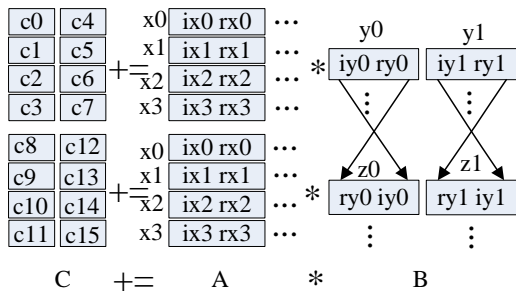 c0 c4 x0 ix0 rx0 ··· y0 y1
c1 c5 x1 ix1 rx1 ··· iy0 ry0 iy1 ry1
+= *
c2 c6 x2 ix2 rx2 ···
c3 c7 x3 ix3 rx3 ···
c8 c12 x0 ix0 rx0 ··· z0 z1
c9 c13 x1 ix1 rx1 ··· ry0 iy0 ry1 iy1
+= *
c10 c14 x2 ix2 rx2 ···
c11 c15 x3 ix3 rx3 ···
C += A * B